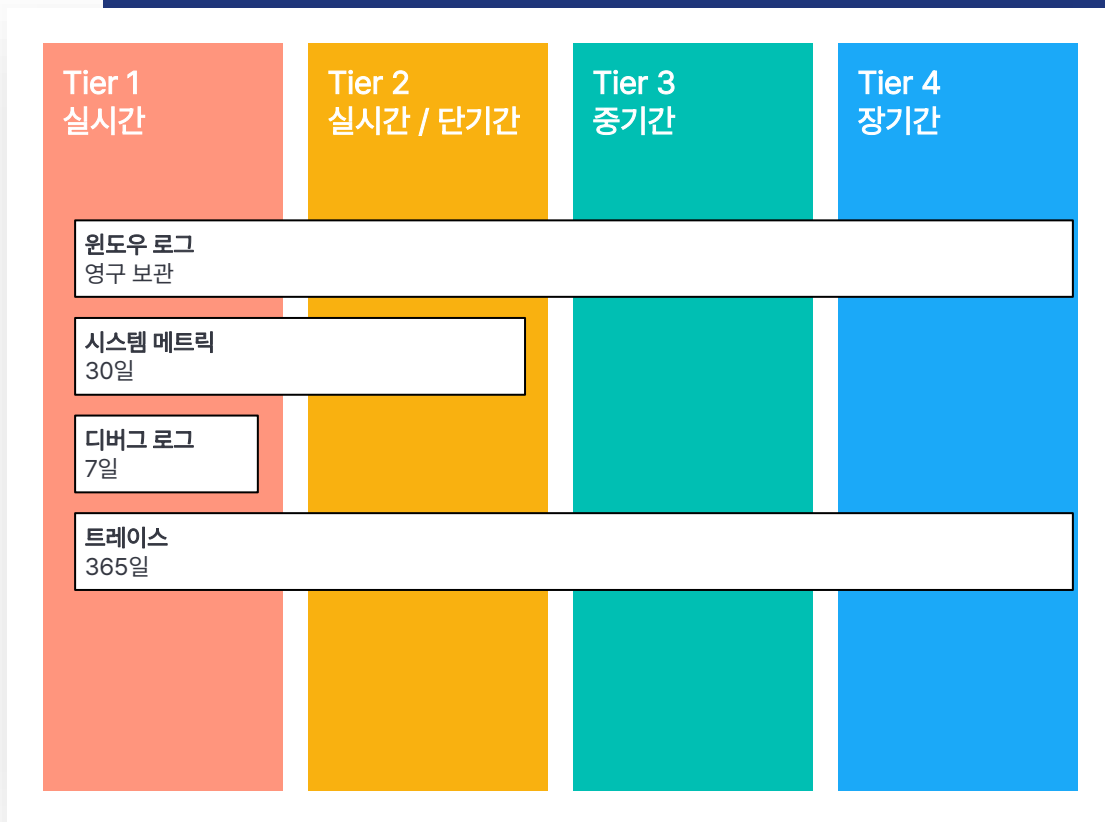 Tier 1
실시간
Tier 2
실시간 / 단기간
Tier 3
중기간
Tier 4
장기간
윈도우 로그
영구 보관
시스템 메트릭
30일
디버그 로그
7일
트레이스
365일